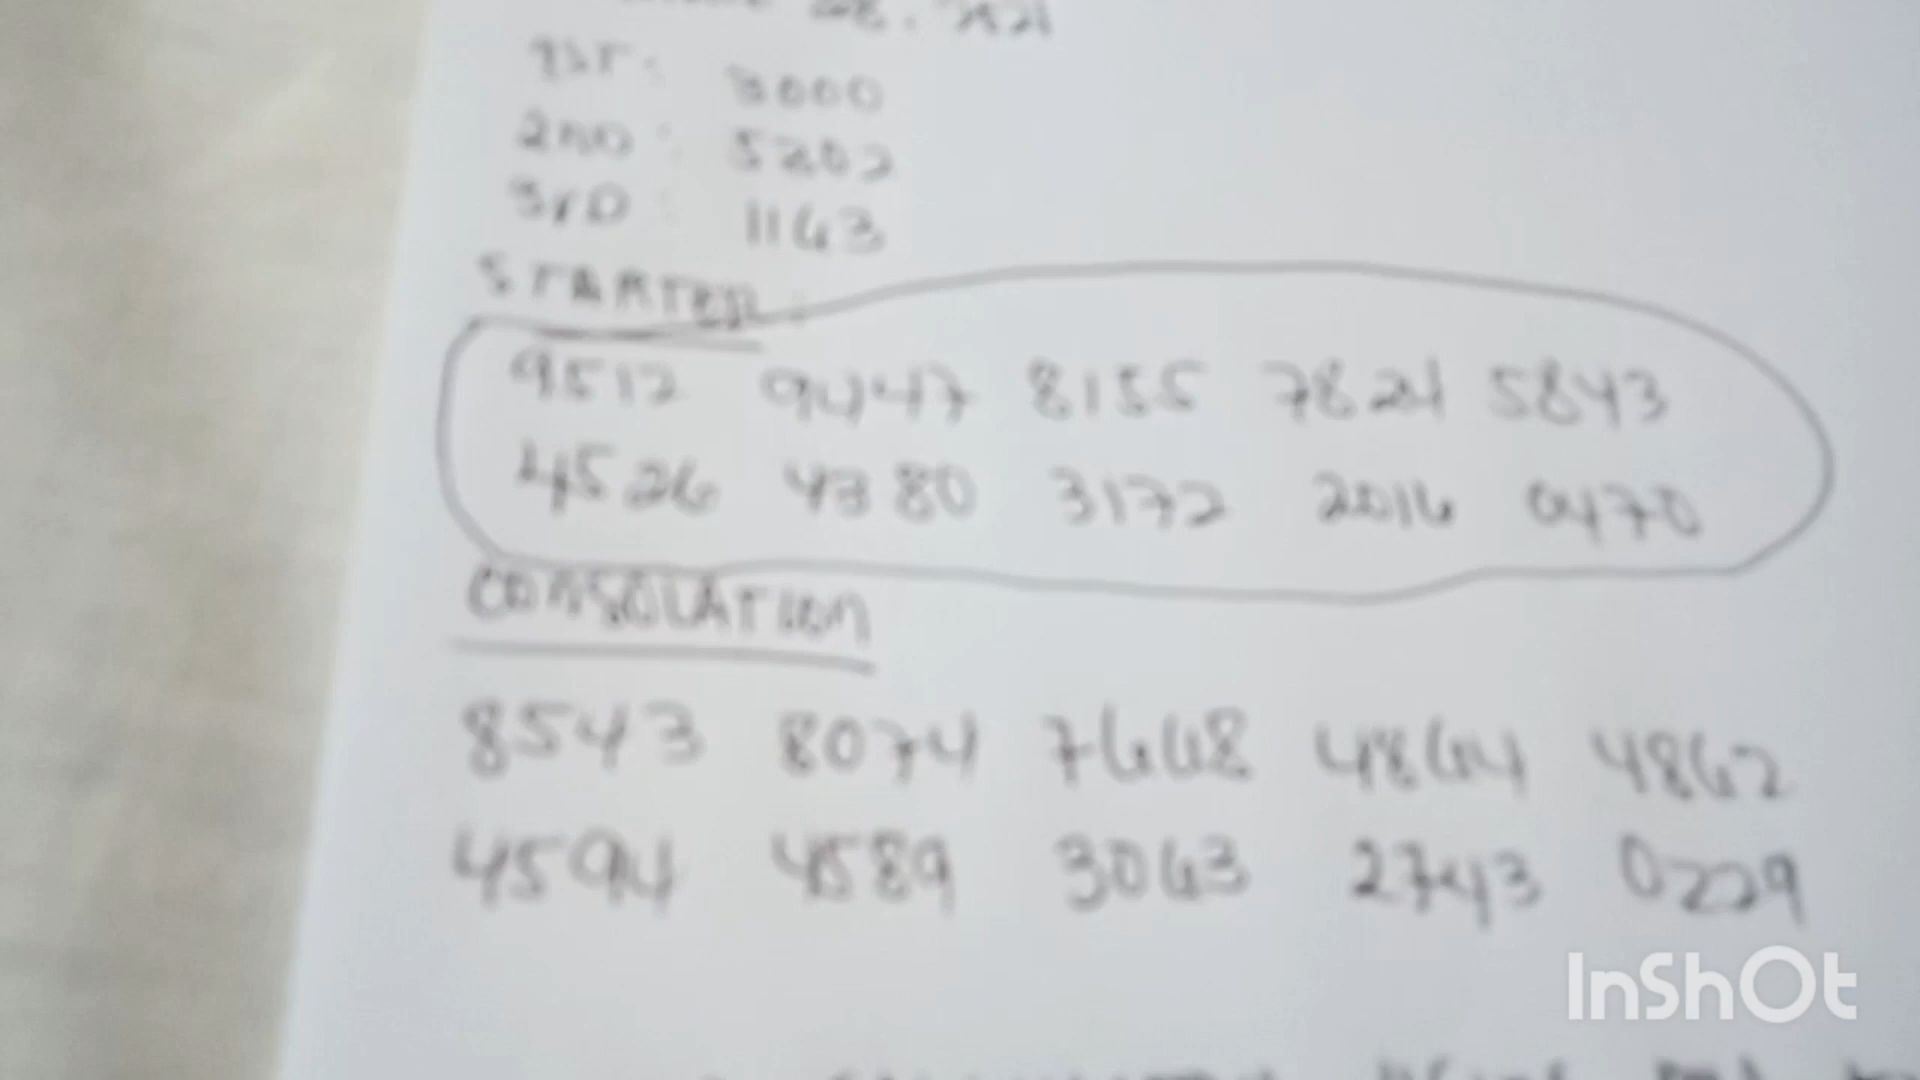 1ST: 3000
2ND: 5202
3rD: 1163
STARTER:
9512 9447 8155 7824 5843
4526 4380 3172 2016 0470
CONSOLATION
8543 8074 7668 4864 4862
4594 4589 3063 2743 0229
InShOt